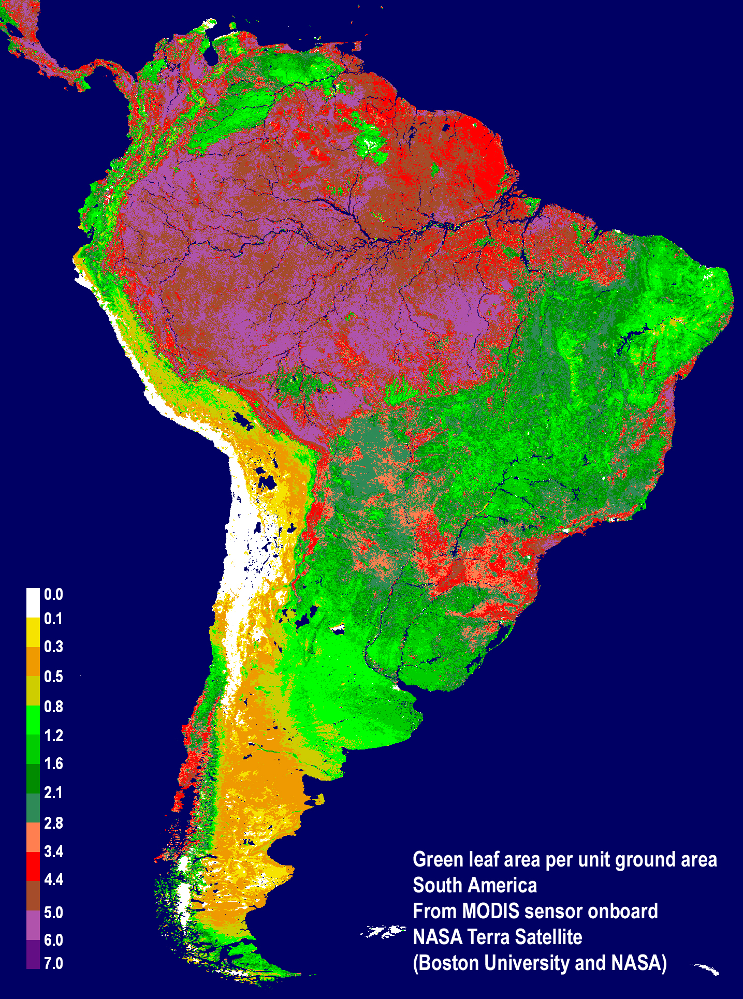 0.0
0.1
0.3
0.5
0.8
1.2
1.6
2.1
2.8
3.4
4.4
5.0
6.0
7.0
Green leaf area per unit ground area
South America
From MODIS sensor onboard
NASA Terra Satellite
(Boston University and NASA)